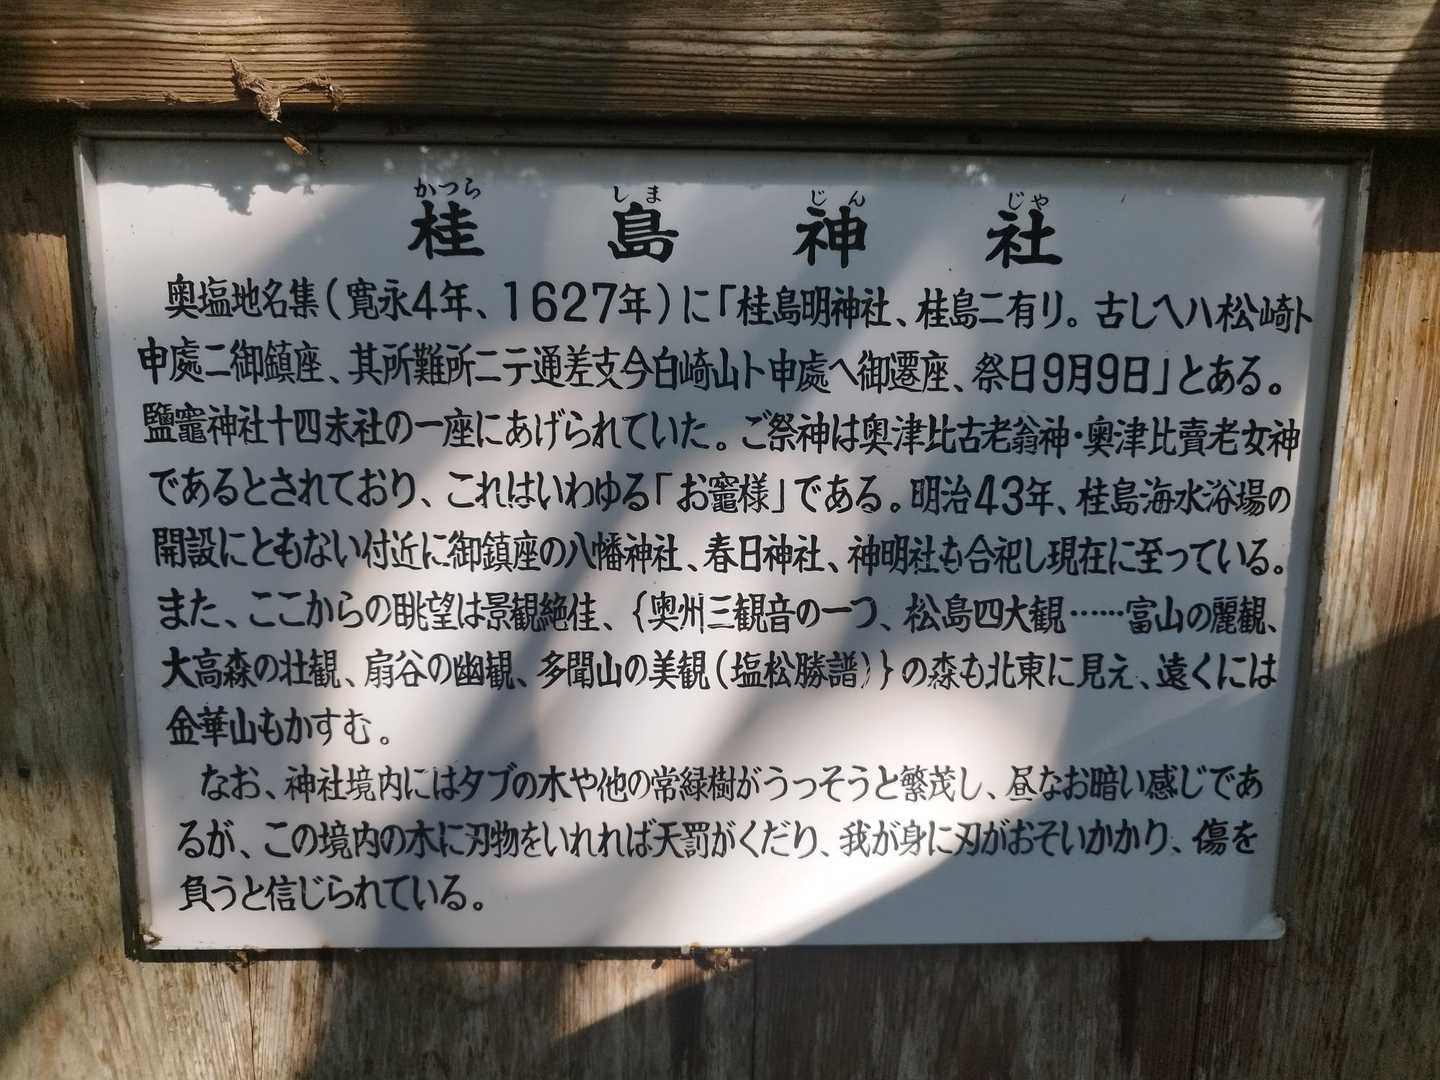 かつら しま じん じゃ
桂島神社
奥塩地名集(寛永4年、1627年)に「桂島明神社、桂島ニ有リ。古しヘハ松崎ト
申處ニ御鎮座、其所難所ニテ通差支今白崎山ト申處へ御遷座、祭日9月9日」とある。
鹽竈神社十四末社の一座にあげられていた。ご祭神は奥津比古老翁神・奥津比賣老女神
であるとされており、これはいわゆる「お竈様」である。明治43年、桂島海水浴場の
開設にともない付近に御鎮座の八幡神社、春日神社、神明社も合祀し現在に至っている。
また、ここからの眺望は景観絶佳、{奥州三観音の一つ、松島四大観……富山の麗観、
大高森の壮観、扇谷の幽観、多聞山の美観(塩松勝譜)}の森も北東に見え、遠くには
金華山もかすむ。
なお、神社境内にはタブの木や他の常緑樹がうっそうと繁茂し、昼なお暗い感じであ
るが、この境内の木に刃物をいれれば天罰がくだり、我が身に刃がおそいかかり、傷を
負うと信じられている。